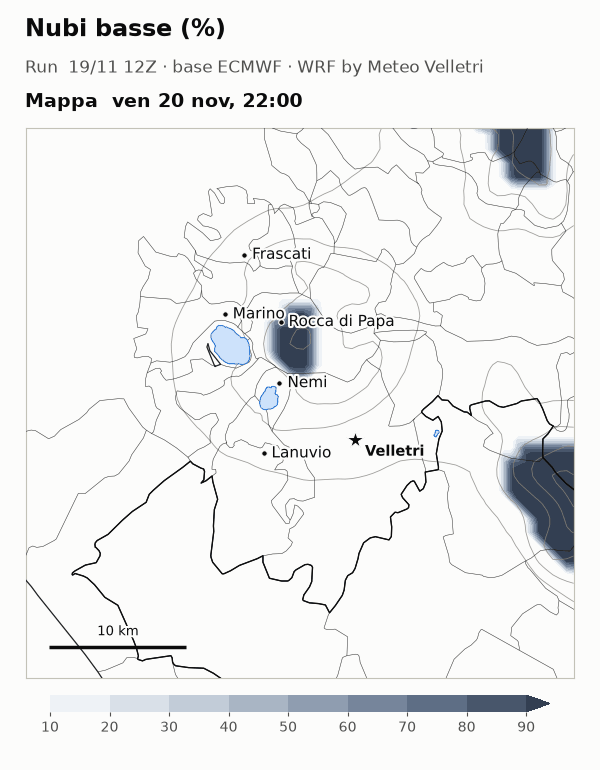 Nubi basse (%)
Run  19/11 12Z · base ECMWF · WRF by Meteo Velletri
Mappa  ven 20 nov, 22:00
Frascati
Marino
Rocca di Papa
Nemi
Velletri
Lanuvio
10 km
10 20 30 40 50 60 70 80 90